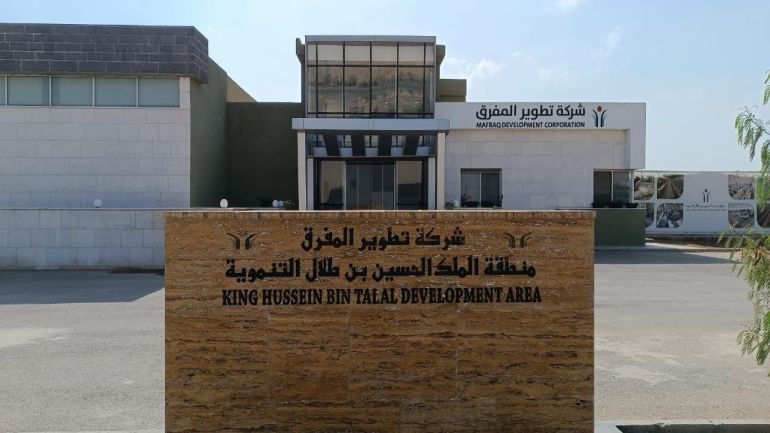 شركة تطوير المفرق
MAFRAQ DEVELOPMENT CORPORATION
شركة تطوير المفرق
منطقة الملك الحسين بن طلال التنموية
KING HUSSEIN BIN TALAL DEVELOPMENT AREA